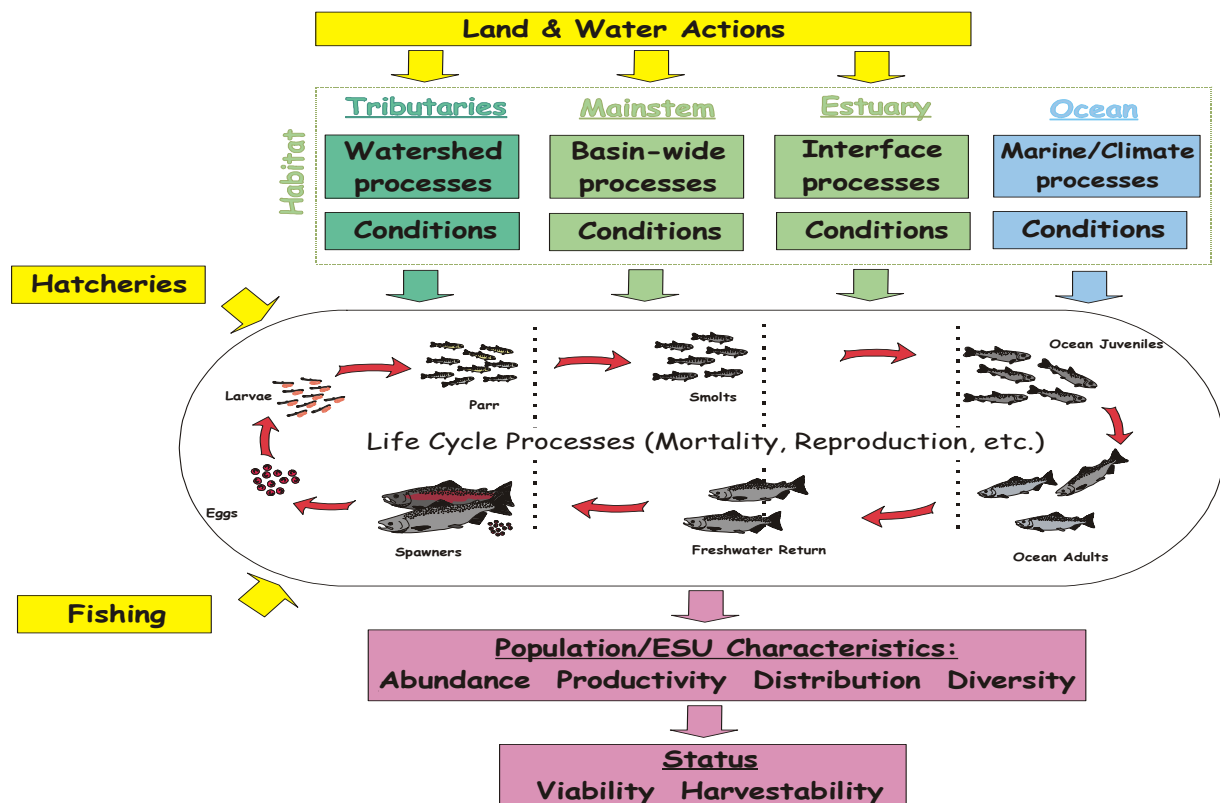 Land & Water Actions
Habitat
Tributaries
Watershed
processes
Conditions
Mainstem
Basin-wide
processes
Conditions
Estuary
Interface
processes
Conditions
Ocean
Marine/Climate
processes
Conditions
Hatcheries
Fishing
Larvae
Parr
Smolts
Ocean Juveniles
Life Cycle Processes (Mortality, Reproduction, etc.)
Eggs
Spawners
Freshwater Return
Ocean Adults
Population/ESU Characteristics:
Abundance Productivity Distribution Diversity
Status
Viability Harvestability